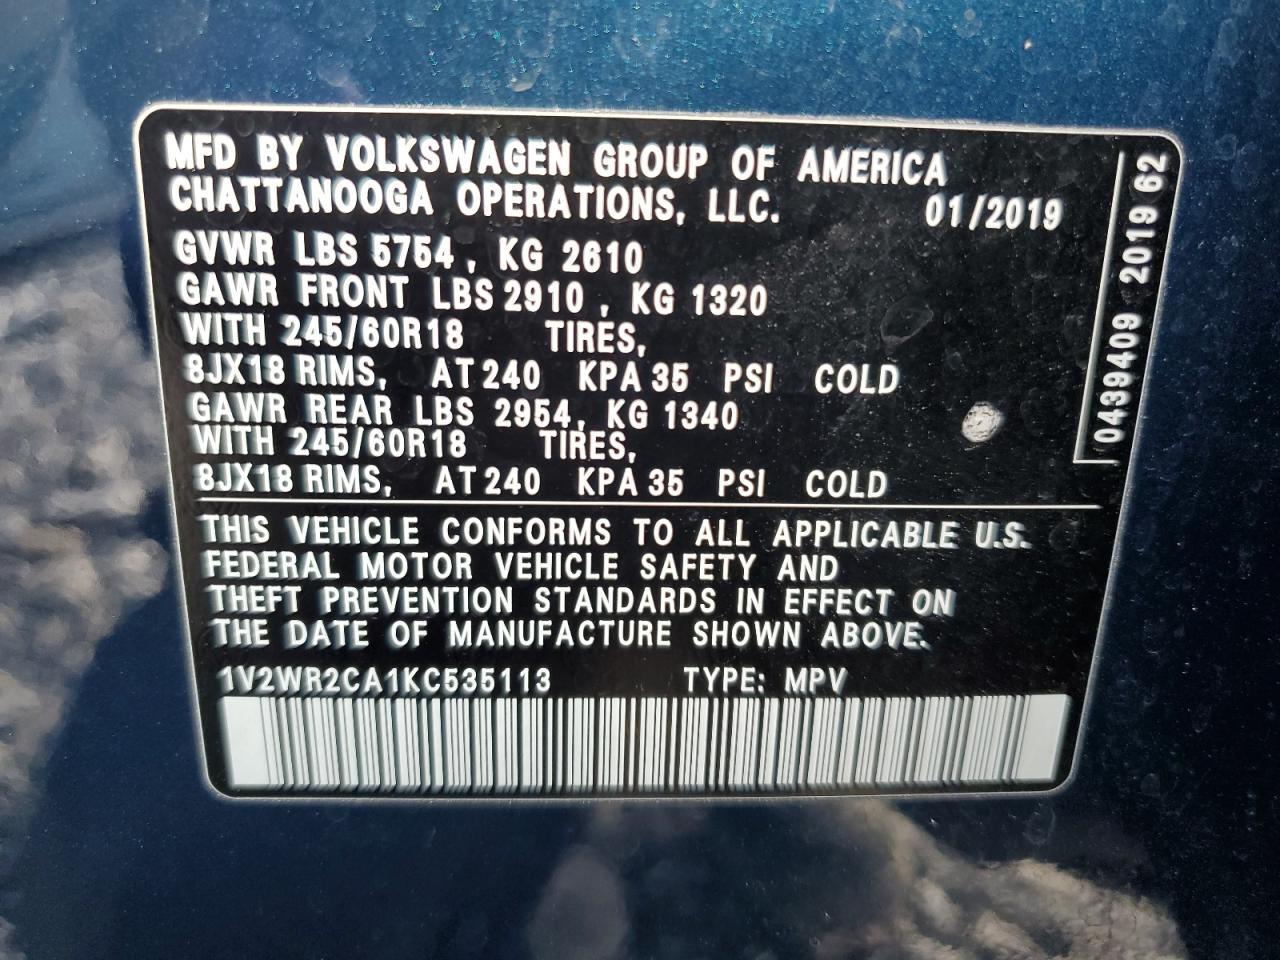 MFD BY VOLKSWAGEN GROUP OF AMERICA
CHATTANOOGA OPERATIONS, LLC. 01/2019
GVWR LBS 5754, KG 2610
GAWR FRONT LBS 2910, KG 1320
WITH 245/60R18 TIRES,
8JX18 RIMS, AT 240 KPA 35 PSI COLD
GAWR REAR LBS 2954, KG 1340
WITH 245/60R18 TIRES,
8JX18 RIMS, AT 240 KPA 35 PSI COLD
THIS VEHICLE CONFORMS TO ALL APPLICABLE U.S.
FEDERAL MOTOR VEHICLE SAFETY AND
THEFT PREVENTION STANDARDS IN EFFECT ON
THE DATE OF MANUFACTURE SHOWN ABOVE.
1V2WR2CA1KC535113 TYPE: MPV
0439409 2019 62